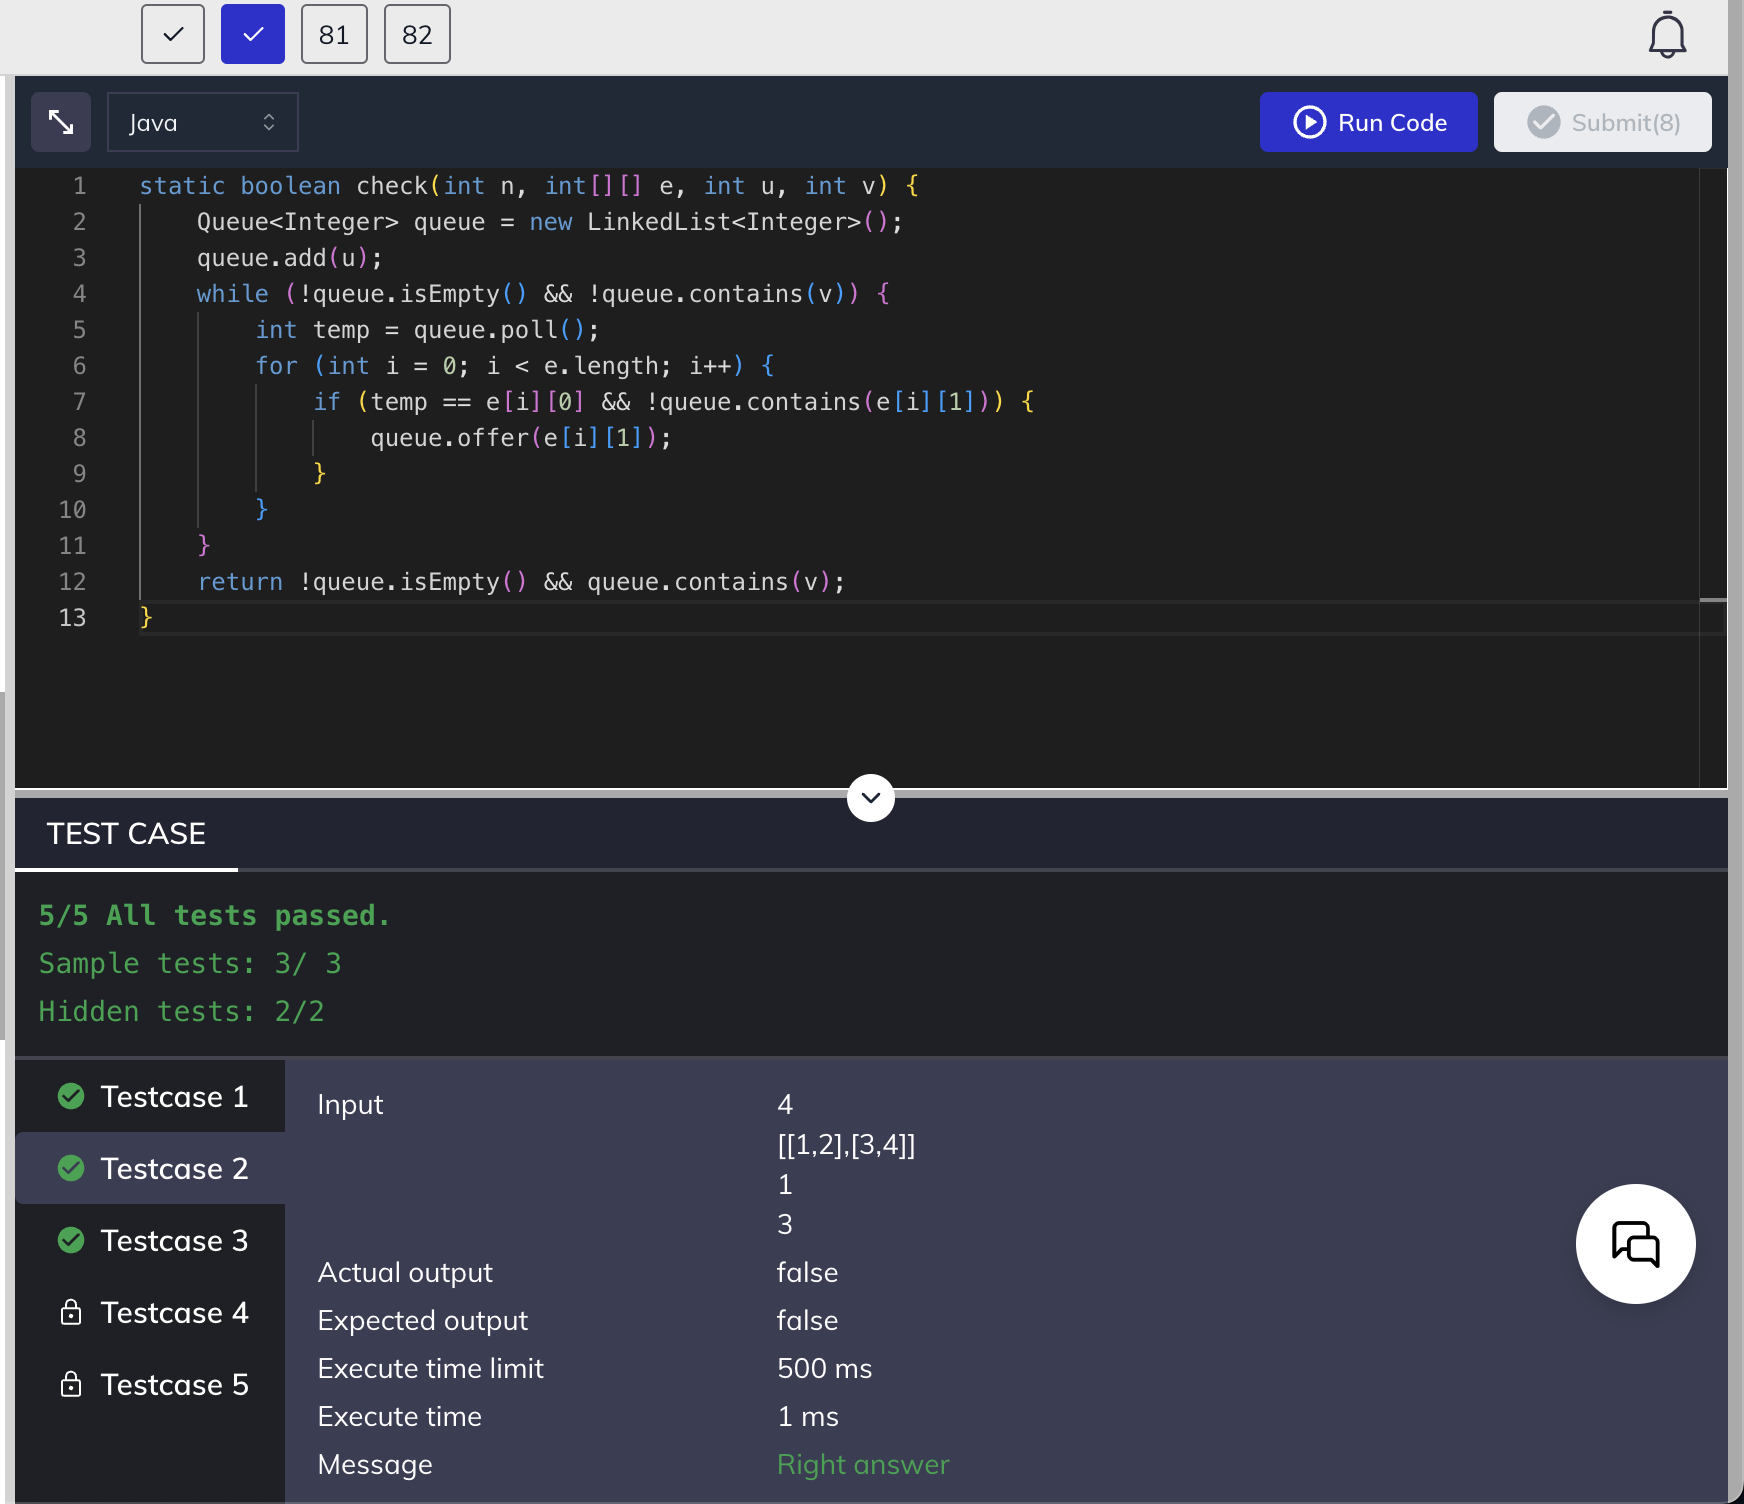 81 82
Java Run Code Submit(8)
1 static boolean check(int n, int[][] e, int u, int v) {
2 Queue<Integer> queue = new LinkedList<Integer>();
3 queue.add(u);
4 while (!queue.isEmpty() && !queue.contains(v)) {
5 int temp = queue.poll();
6 for (int i = 0; i < e.length; i++) {
7 if (temp == e[i][0] && !queue.contains(e[i][1])) {
8 queue.offer(e[i][1]);
9 }
10 }
11 }
12 return !queue.isEmpty() && queue.contains(v);
13 }
TEST CASE
5/5 All tests passed.
Sample tests: 3/ 3
Hidden tests: 2/2
Testcase 1
Testcase 2
Testcase 3
Testcase 4
Testcase 5
Input 4
[[1,2],[3,4]]
1
3
Actual output false
Expected output false
Execute time limit 500 ms
Execute time 1 ms
Message Right answer